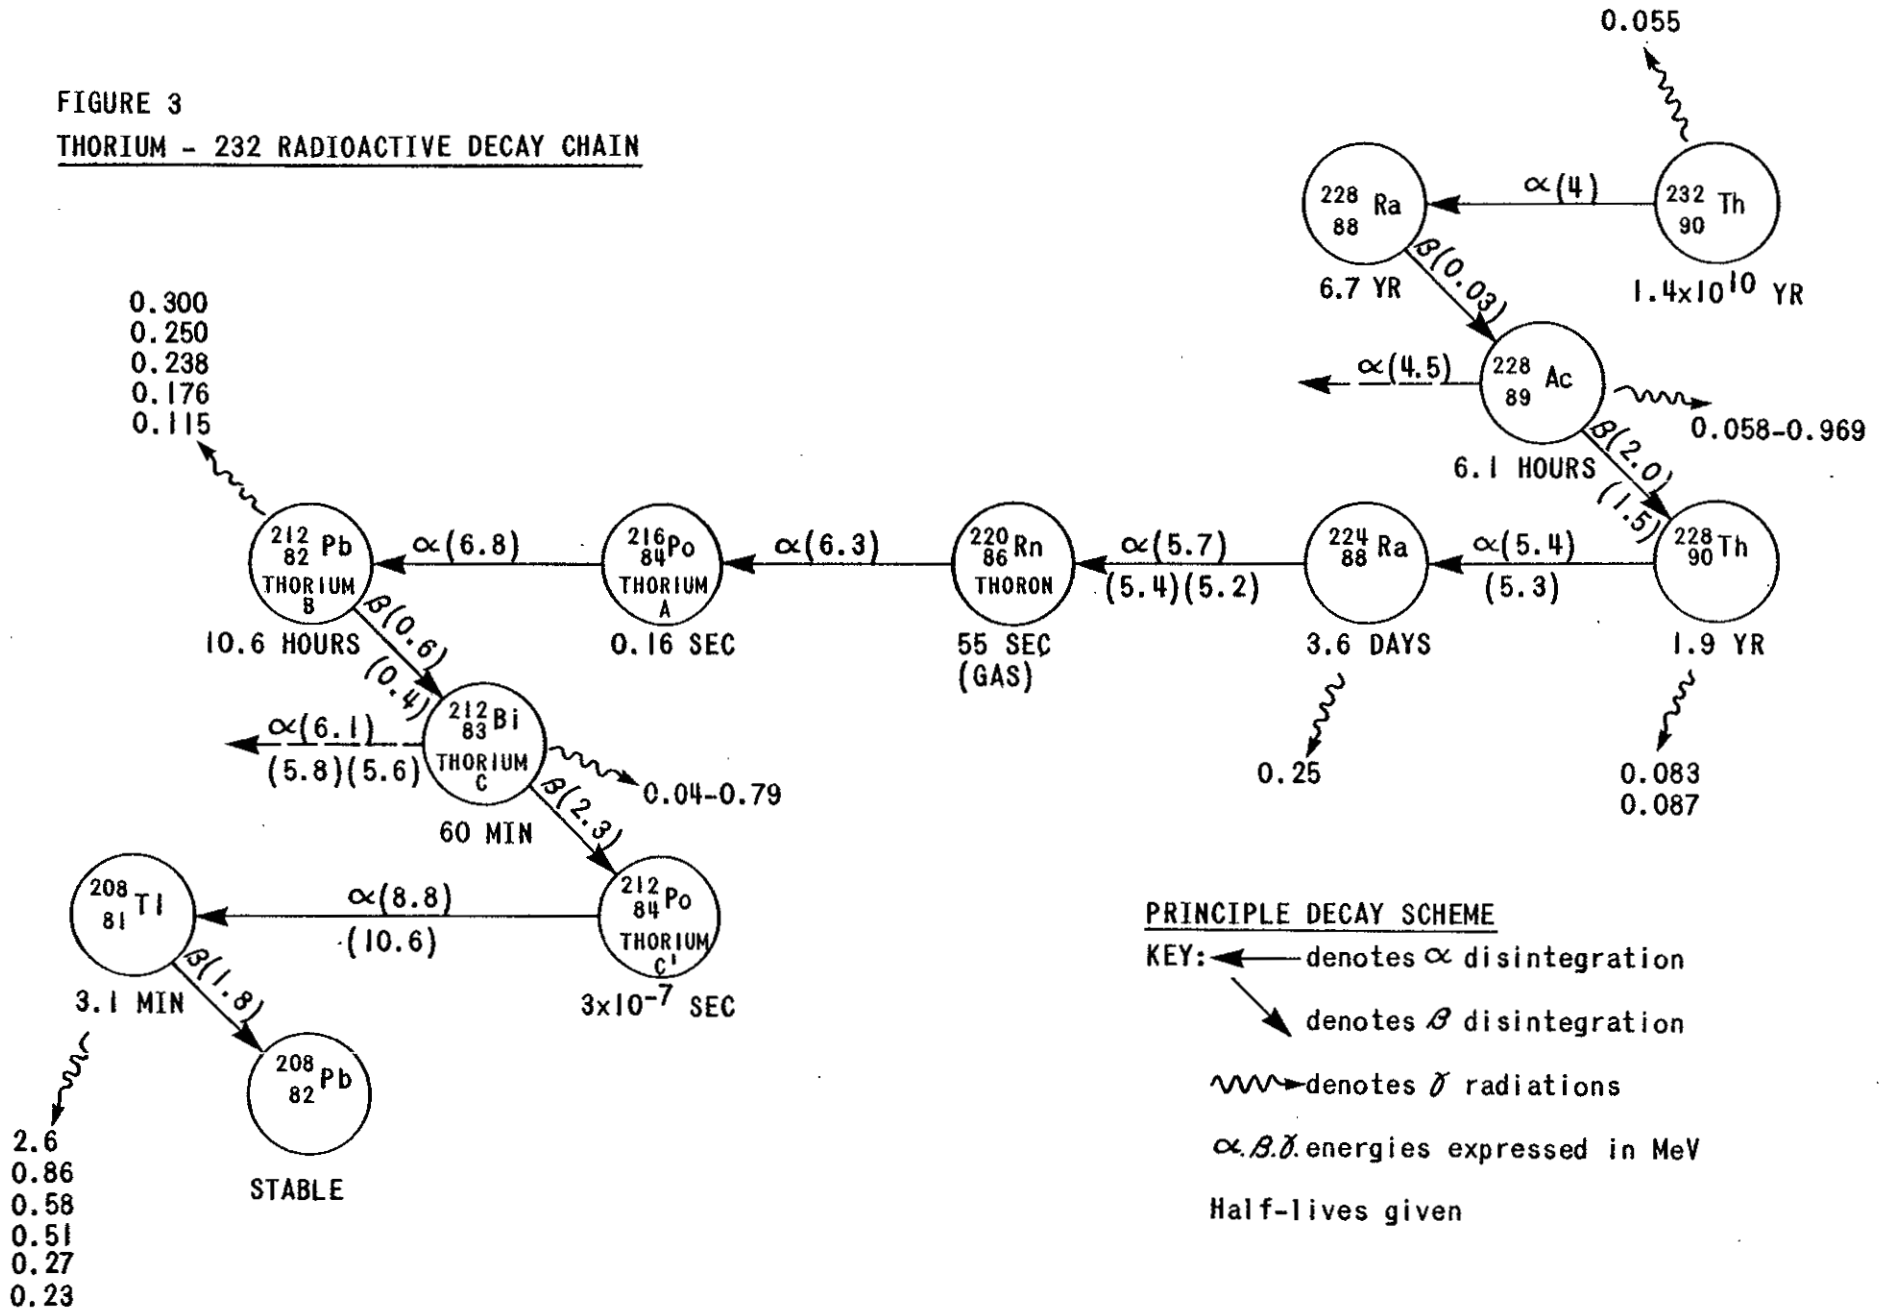 FIGURE 3
THORIUM - 232 RADIOACTIVE DECAY CHAIN
0.055
232
90 Th
1.4x10^10 YR
α(4)
228
88 Ra
6.7 YR
β(0.03)
228
89 Ac
6.1 HOURS
α(4.5)
0.058-0.969
β(2.0)
(1.5)
228
90 Th
1.9 YR
0.083
0.087
α(5.4)
(5.3)
224
88 Ra
3.6 DAYS
0.25
α(5.7)
(5.4)(5.2)
220
86 Rn
THORON
55 SEC
(GAS)
α(6.3)
216
84 Po
THORIUM
A
0.16 SEC
α(6.8)
212
82 Pb
THORIUM
B
10.6 HOURS
0.300
0.250
0.238
0.176
0.115
β(0.6)
(0.4)
212
83 Bi
THORIUM
C
60 MIN
α(6.1)
(5.8)(5.6)
0.04-0.79
β(2.3)
212
84 Po
THORIUM
C'
3x10^-7 SEC
α(8.8)
(10.6)
208
81 Tl
3.1 MIN
2.6
0.86
0.58
0.51
0.27
0.23
β(1.8)
208
82 Pb
STABLE
PRINCIPLE DECAY SCHEME
KEY: denotes α disintegration
denotes β disintegration
denotes γ radiations
α.β.γ. energies expressed in MeV
Half-lives given